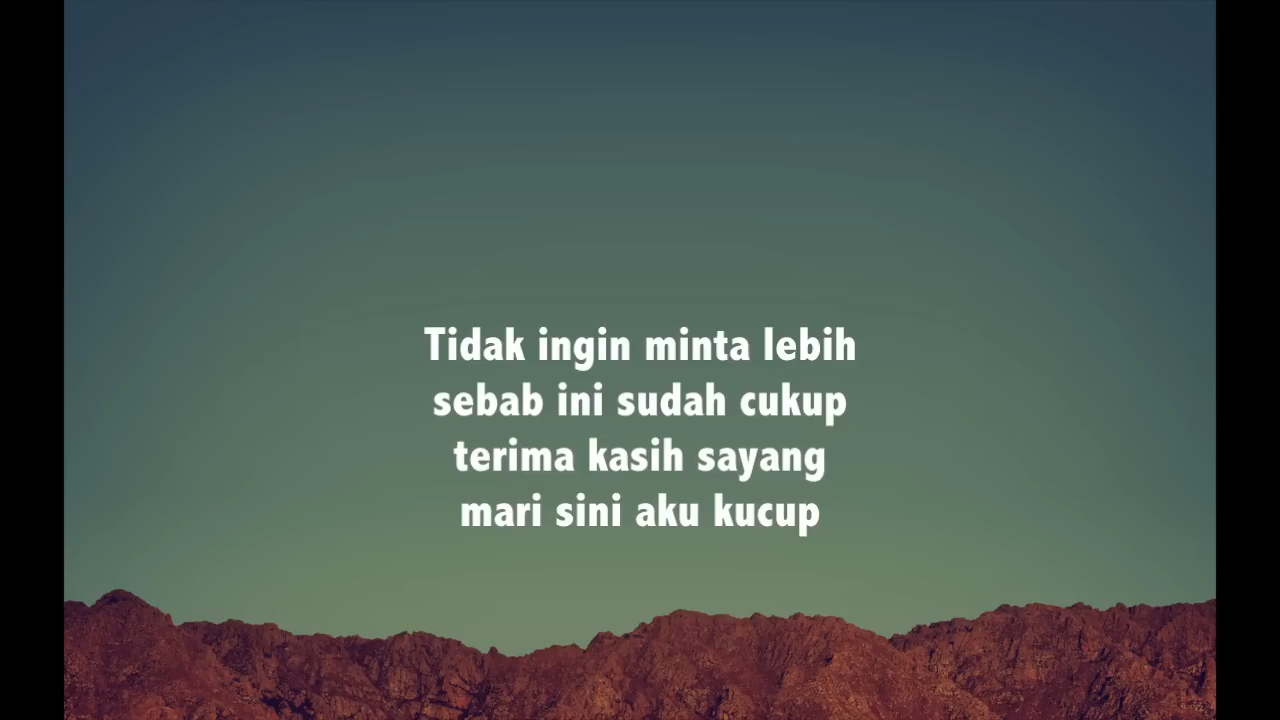 Tidak ingin minta lebih
sebab ini sudah cukup
terima kasih sayang
mari sini aku kucup